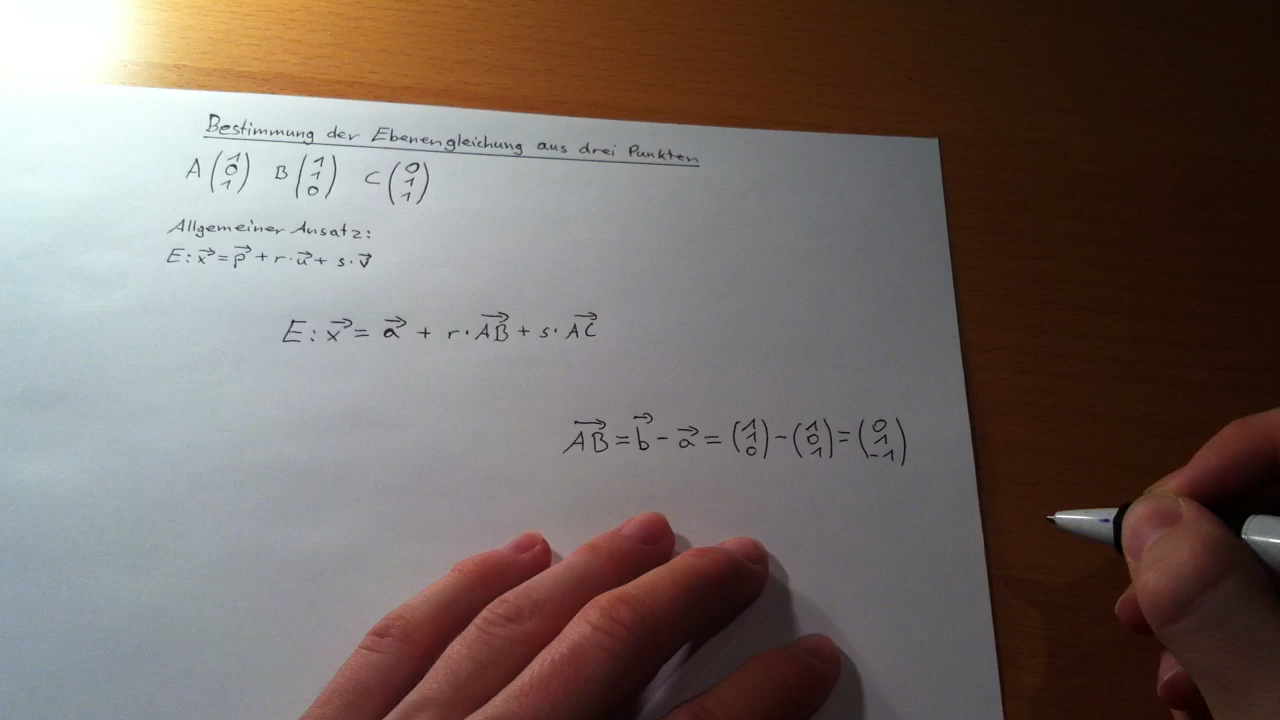 Bestimmung der Ebenengleichung aus drei Punkten
A (1 0 1) B (1 1 0) C (0 1 1)
Allgemeiner Ansatz:
E: x⃗ = p⃗ + r·u⃗ + s·v⃗
E: x⃗ = a⃗ + r·AB⃗ + s·AC⃗
AB⃗ = b⃗ - a⃗ = (1 1 0) - (1 0 1) = (0 1 -1)